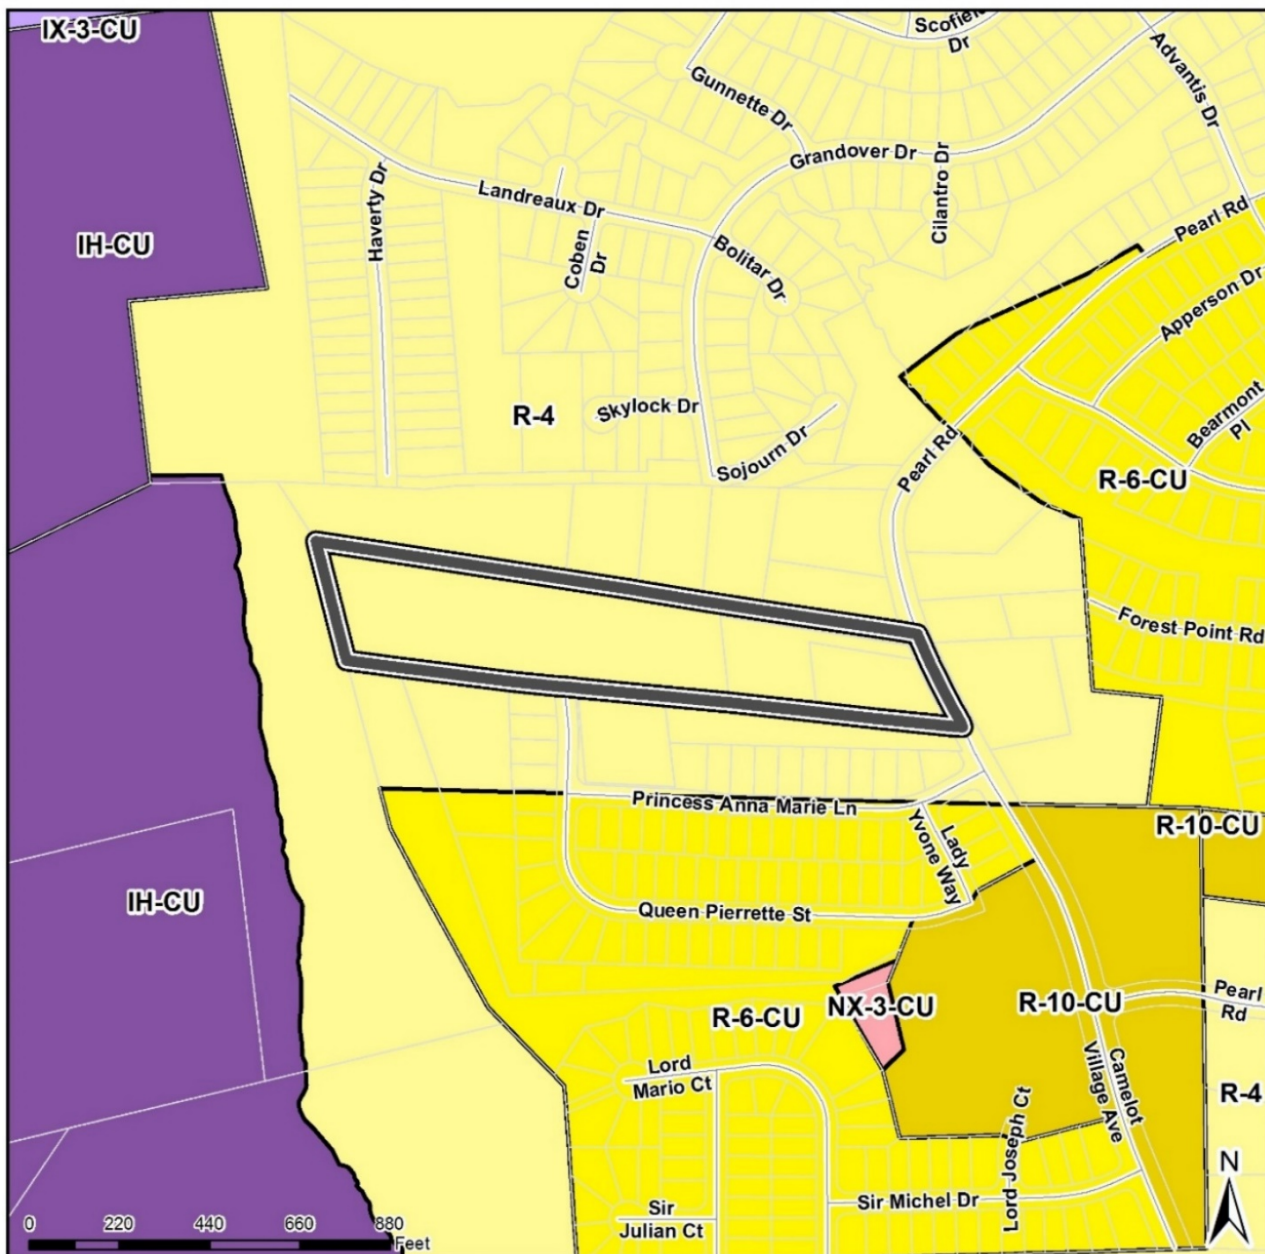 IX-3-CU
Scofield
Dr
Advantis Dr
Gunnette Dr
Grandover Dr
Cilantro Dr
Haverty Dr
Landreaux Dr
Coben
Dr
Bolitar Dr
Pearl Rd
IH-CU
Apperson Dr
Bearmont
Pl
R-4
Skylock Dr
Sojourn Dr
Pearl Rd
R-6-CU
Forest Point Rd
Princess Anna Marie Ln
Lady
Yvone Way
R-10-CU
IH-CU
Queen Pierrette St
R-6-CU
NX-3-CU
R-10-CU
Pearl
Rd
Lord
Mario Ct
Camelot
Village Ave
R-4
Lord Joseph Ct
Sir Michel Dr
Sir
Julian Ct
N
0 220 440 660 880
Feet